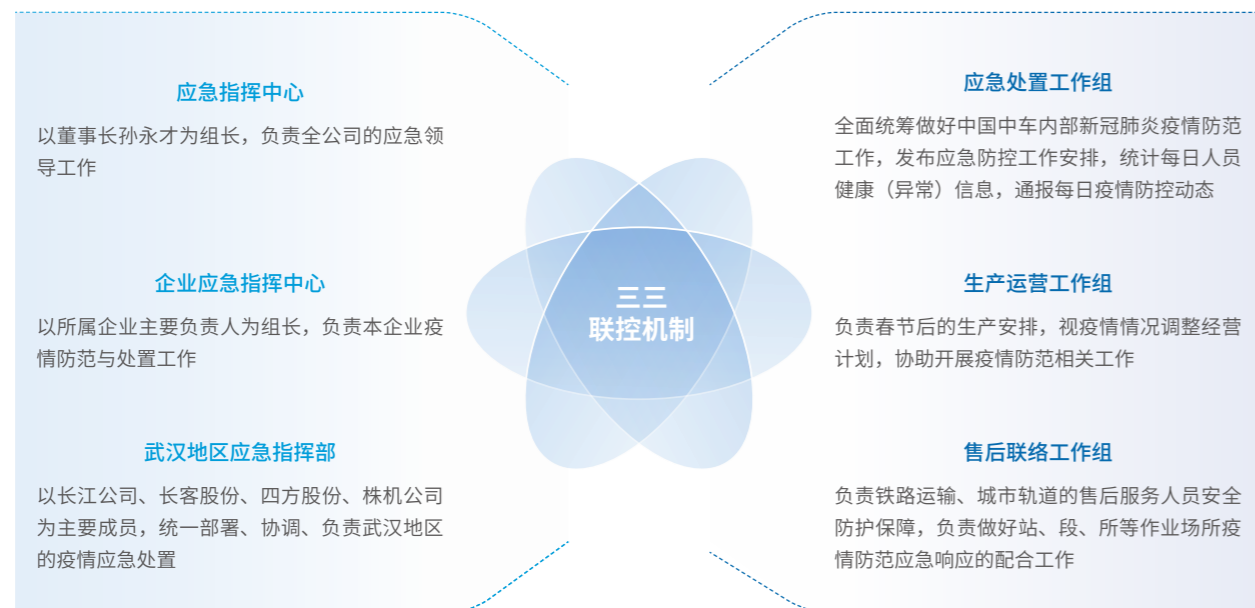 应急指挥中心
以董事长孙永才为组长，负责全公司的应急领
导工作
企业应急指挥中心
以所属企业主要负责人为组长，负责本企业疫
情防范与处置工作
武汉地区应急指挥部
以长江公司、长客股份、四方股份、株机公司
为主要成员，统一部署、协调、负责武汉地区
的疫情应急处置
三三
联控机制
应急处置工作组
全面统筹做好中国中车内部新冠肺炎疫情防范
工作，发布应急防控工作安排，统计每日人员
健康（异常）信息，通报每日疫情防控动态
生产运营工作组
负责春节后的生产安排，视疫情情况调整经营
计划，协助开展疫情防范相关工作
售后联络工作组
负责铁路运输、城市轨道的售后服务人员安全
防护保障，负责做好站、段、所等作业场所疫
情防范应急响应的配合工作